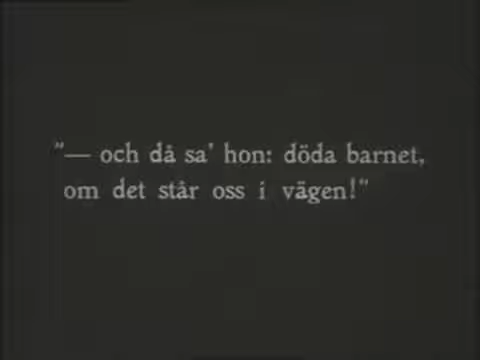 "— och då sa' hon: döda barnet,
om det står oss i vägen!"